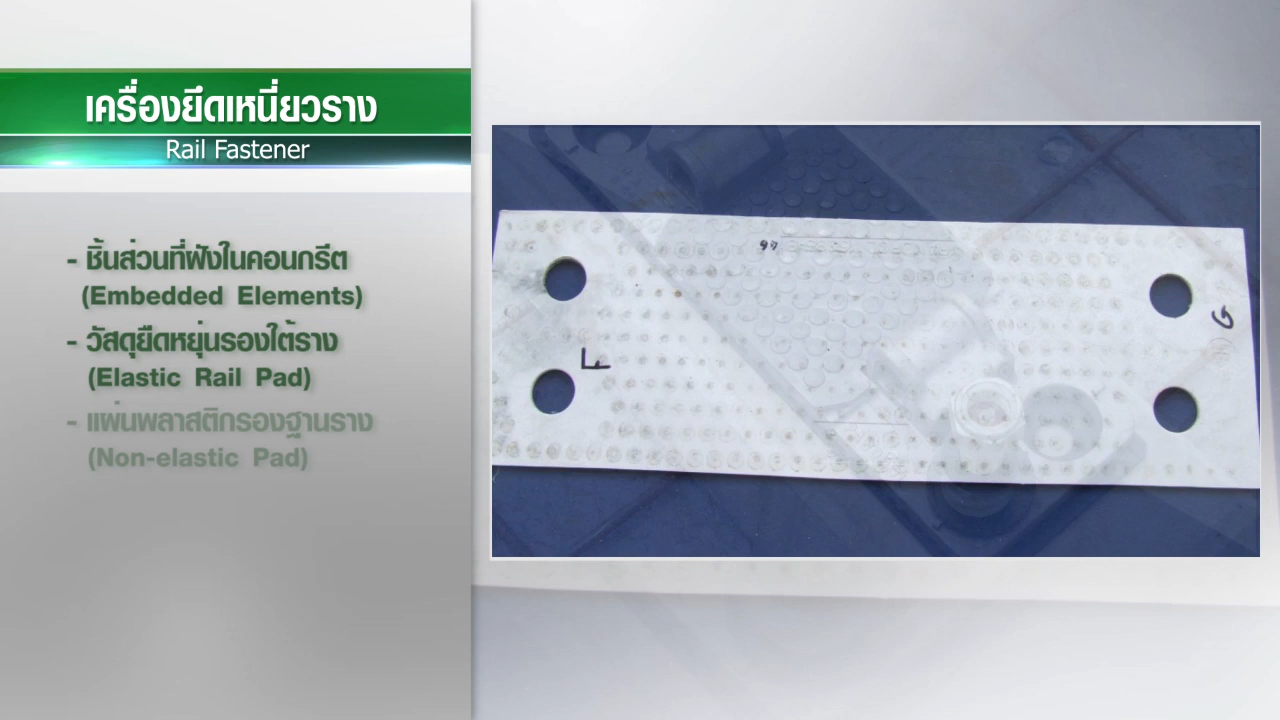 เครื่องยึดเหนี่ยวราง
Rail Fastener
- ชิ้นส่วนที่ฝังในคอนกรีต
(Embedded Elements)
- วัสดุยืดหยุ่นรองใต้ราง
(Elastic Rail Pad)
- แผ่นพลาสติกรองฐานราง
(Non-elastic Pad)
F
G